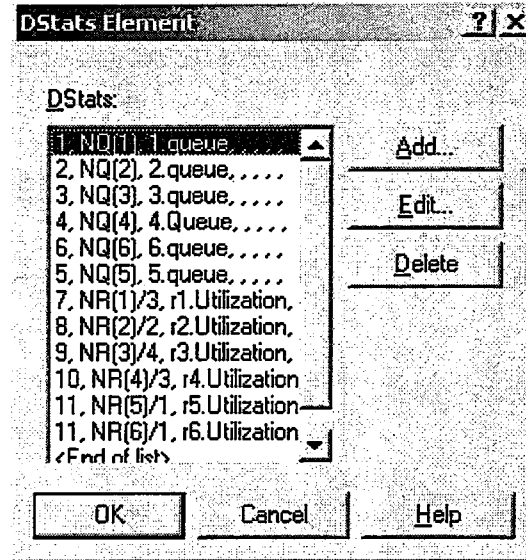 DStats Element ? ×
DStats:
1, NQ(1), 1.queue, , , , ,
2, NQ(2), 2.queue, , , , ,
3, NQ(3), 3.queue, , , , ,
4, NQ(4), 4.Queue, , , , ,
6, NQ(6), 6.queue, , , , ,
5, NQ(5), 5.queue, , , , ,
7, NR(1)/3, r1.Utilization,
8, NR(2)/2, r2.Utilization,
9, NR(3)/4, r3.Utilization,
10, NR(4)/3, r4.Utilization
11, NR(5)/1, r5.Utilization
11, NR(6)/1, r6.Utilization
<End of list>
Add...
Edit...
Delete
OK
Cancel
Help